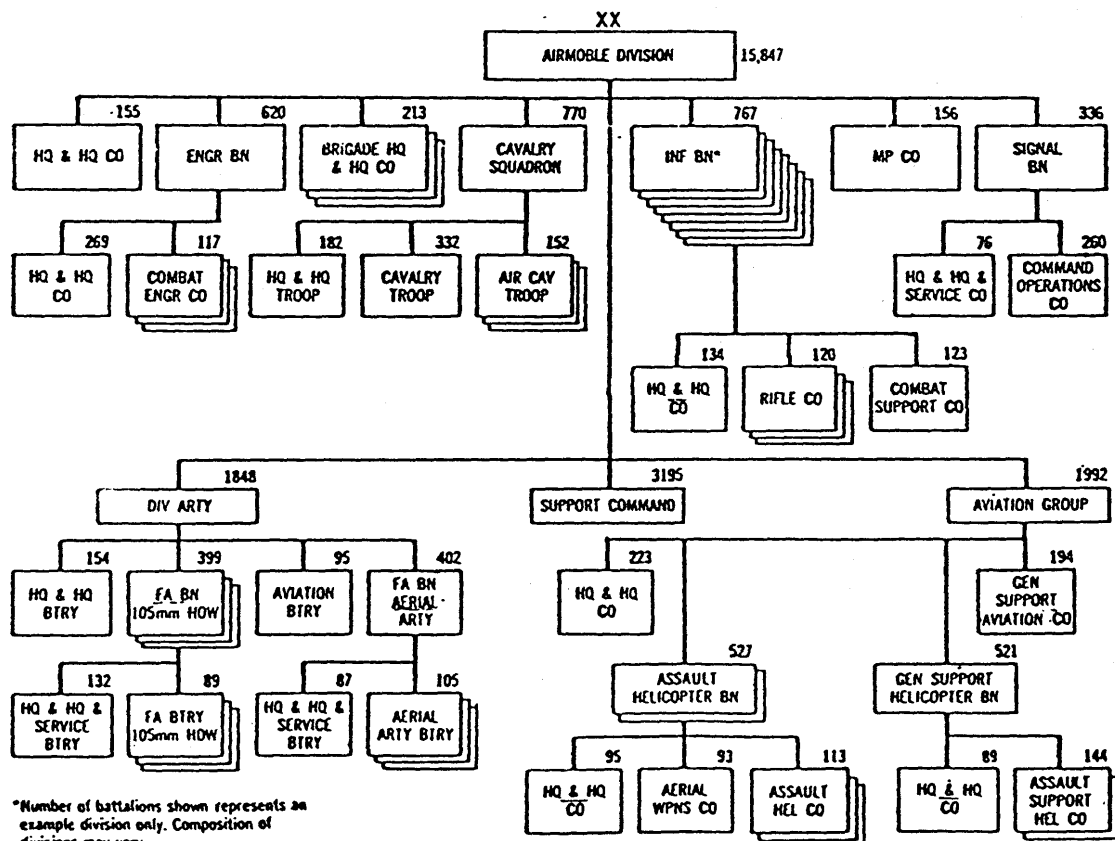 XX
AIRMOBLE DIVISION
15,847
155
620
213
770
767
156
336
HQ & HQ CO
ENGR BN
BRIGADE HQ
& HQ CO
CAVALRY
SQUADRON
INF BN*
MP CO
SIGNAL
BN
269
117
182
332
152
76
260
HQ & HQ
CO
COMBAT
ENGR CO
HQ & HQ
TROOP
CAVALRY
TROOP
AIR CAV
TROOP
HQ & HQ &
SERVICE CO
COMMAND
OPERATIONS
CO
134
120
123
HQ & HQ
CO
RIFLE CO
COMBAT
SUPPORT CO
1848
3195
1992
DIV ARTY
SUPPORT COMMAND
AVIATION GROUP
154
399
95
402
223
194
HQ & HQ
BTRY
FA BN
105mm HOW
AVIATION
BTRY
FA BN
AERIAL
ARTY
HQ & HQ
CO
GEN
SUPPORT
AVIATION CO
132
89
87
105
527
521
HQ & HQ &
SERVICE
BTRY
FA BTRY
105mm HOW
HQ & HQ &
SERVICE
BTRY
AERIAL
ARTY BTRY
ASSAULT
HELICOPTER BN
GEN SUPPORT
HELICOPTER BN
95
93
113
89
144
HQ & HQ
CO
AERIAL
WPNS CO
ASSAULT
HEL CO
HQ & HQ
CO
ASSAULT
SUPPORT
HEL CO
*Number of battalions shown represents an
example division only. Composition of
divisions may vary.